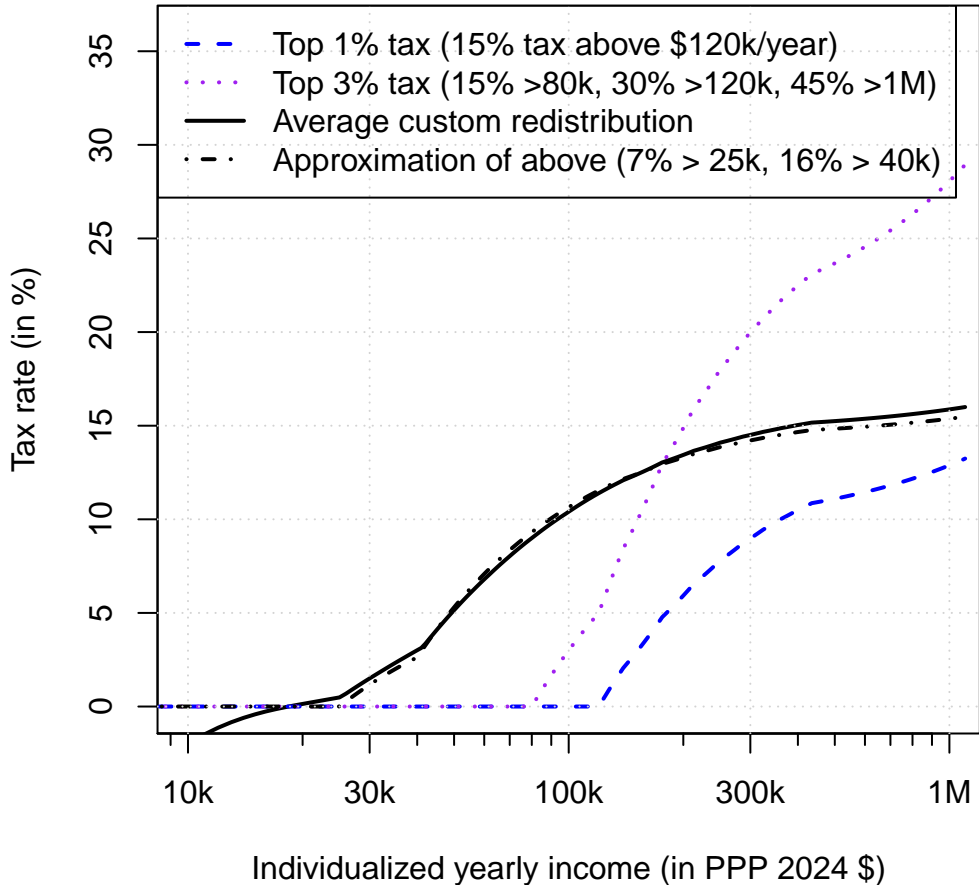 Top 1% tax (15% tax above $120k/year)
Top 3% tax (15% >80k, 30% >120k, 45% >1M)
Average custom redistribution
Approximation of above (7% > 25k, 16% > 40k)
Tax rate (in %)
35
30
25
20
15
10
5
0
10k 30k 100k 300k 1M
Individualized yearly income (in PPP 2024 $)